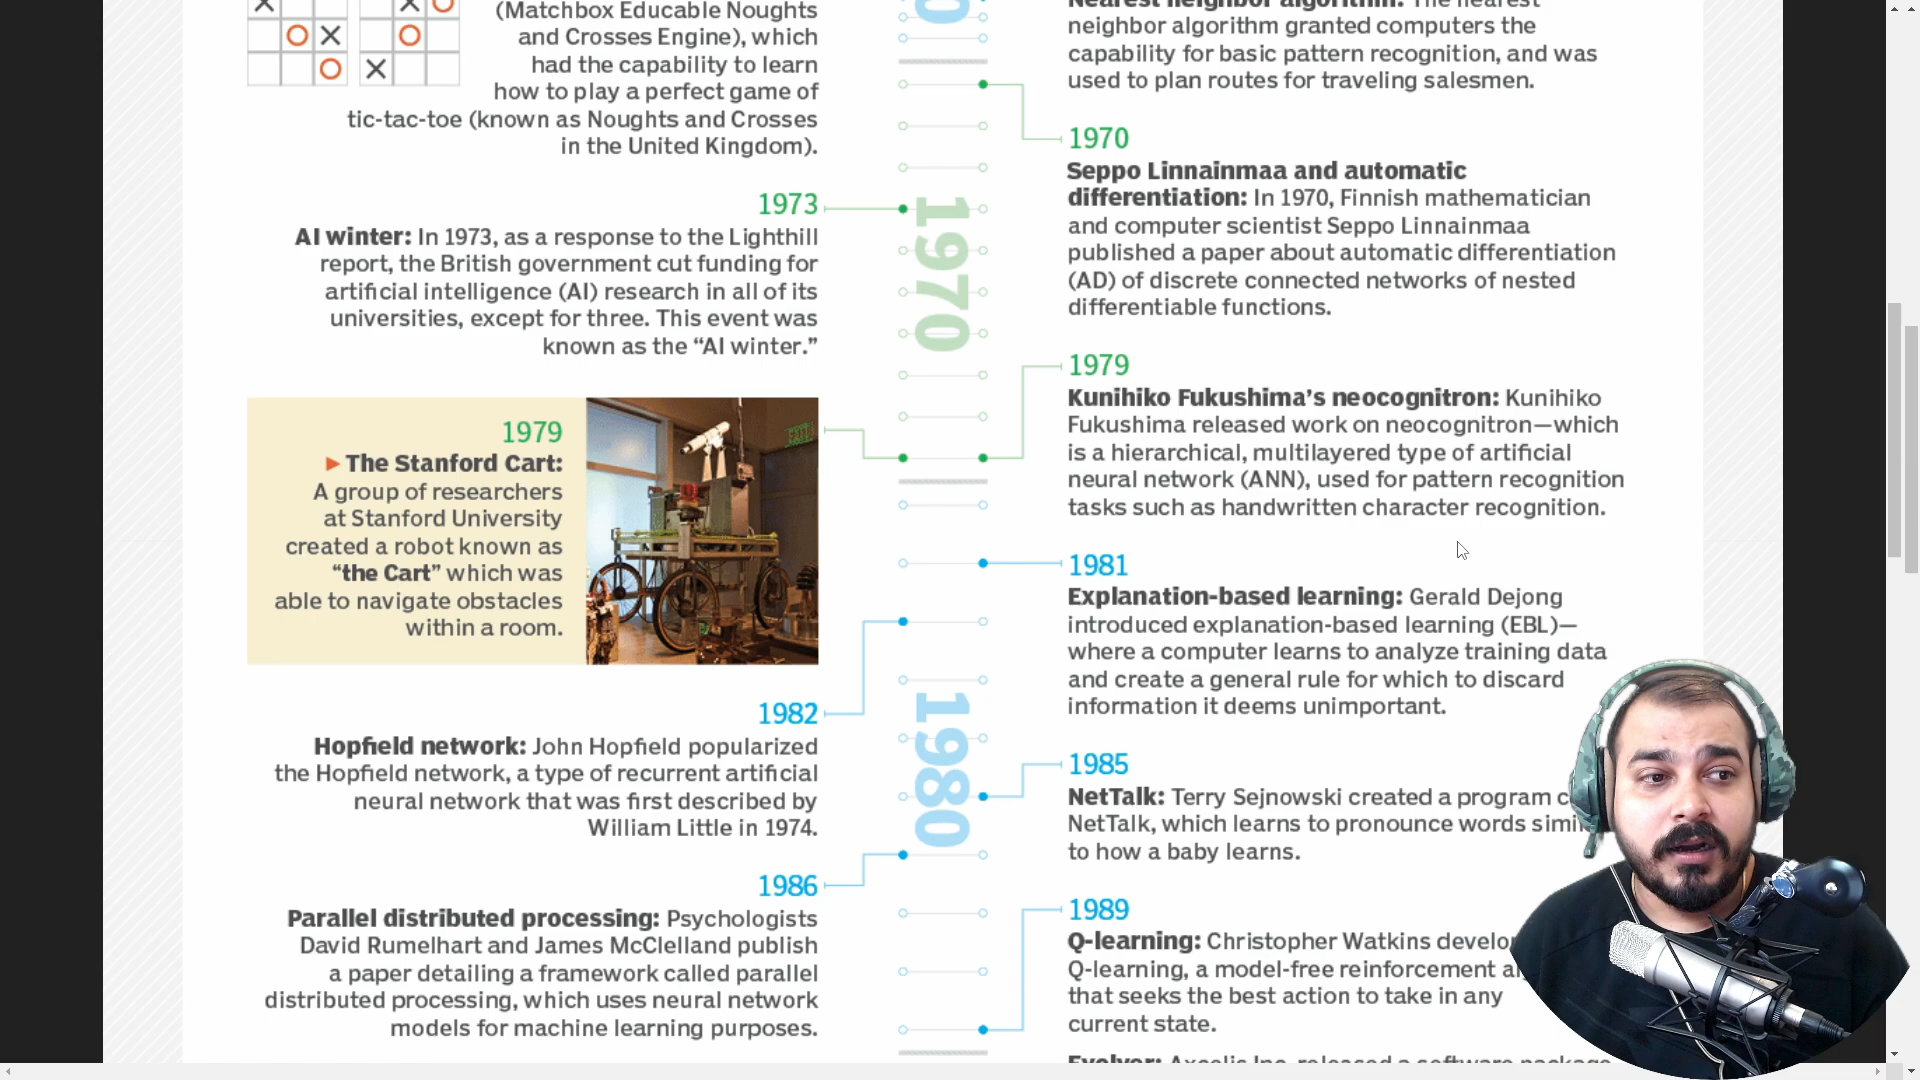 (Matchbox Educable Noughts
and Crosses Engine), which
had the capability to learn
how to play a perfect game of
tic-tac-toe (known as Noughts and Crosses
in the United Kingdom).
1973
AI winter: In 1973, as a response to the Lighthill
report, the British government cut funding for
artificial intelligence (AI) research in all of its
universities, except for three. This event was
known as the “AI winter.”
1979
The Stanford Cart:
A group of researchers
at Stanford University
created a robot known as
“the Cart” which was
able to navigate obstacles
within a room.
1982
Hopfield network: John Hopfield popularized
the Hopfield network, a type of recurrent artificial
neural network that was first described by
William Little in 1974.
1986
Parallel distributed processing: Psychologists
David Rumelhart and James McClelland publish
a paper detailing a framework called parallel
distributed processing, which uses neural network
models for machine learning purposes.
1970
1980
Nearest neighbor algorithm: The nearest
neighbor algorithm granted computers the
capability for basic pattern recognition, and was
used to plan routes for traveling salesmen.
1970
Seppo Linnainmaa and automatic
differentiation: In 1970, Finnish mathematician
and computer scientist Seppo Linnainmaa
published a paper about automatic differentiation
(AD) of discrete connected networks of nested
differentiable functions.
1979
Kunihiko Fukushima’s neocognitron: Kunihiko
Fukushima released work on neocognitron—which
is a hierarchical, multilayered type of artificial
neural network (ANN), used for pattern recognition
tasks such as handwritten character recognition.
1981
Explanation-based learning: Gerald Dejong
introduced explanation-based learning (EBL)—
where a computer learns to analyze training data
and create a general rule for which to discard
information it deems unimportant.
1985
NetTalk: Terry Sejnowski created a program
NetTalk, which learns to pronounce words
to how a baby learns.
1989
Q-learning: Christopher Watkins
Q-learning, a model-free reinforcement
that seeks the best action to take in any
current state.
Evolver: Axcelis Inc. released a software package